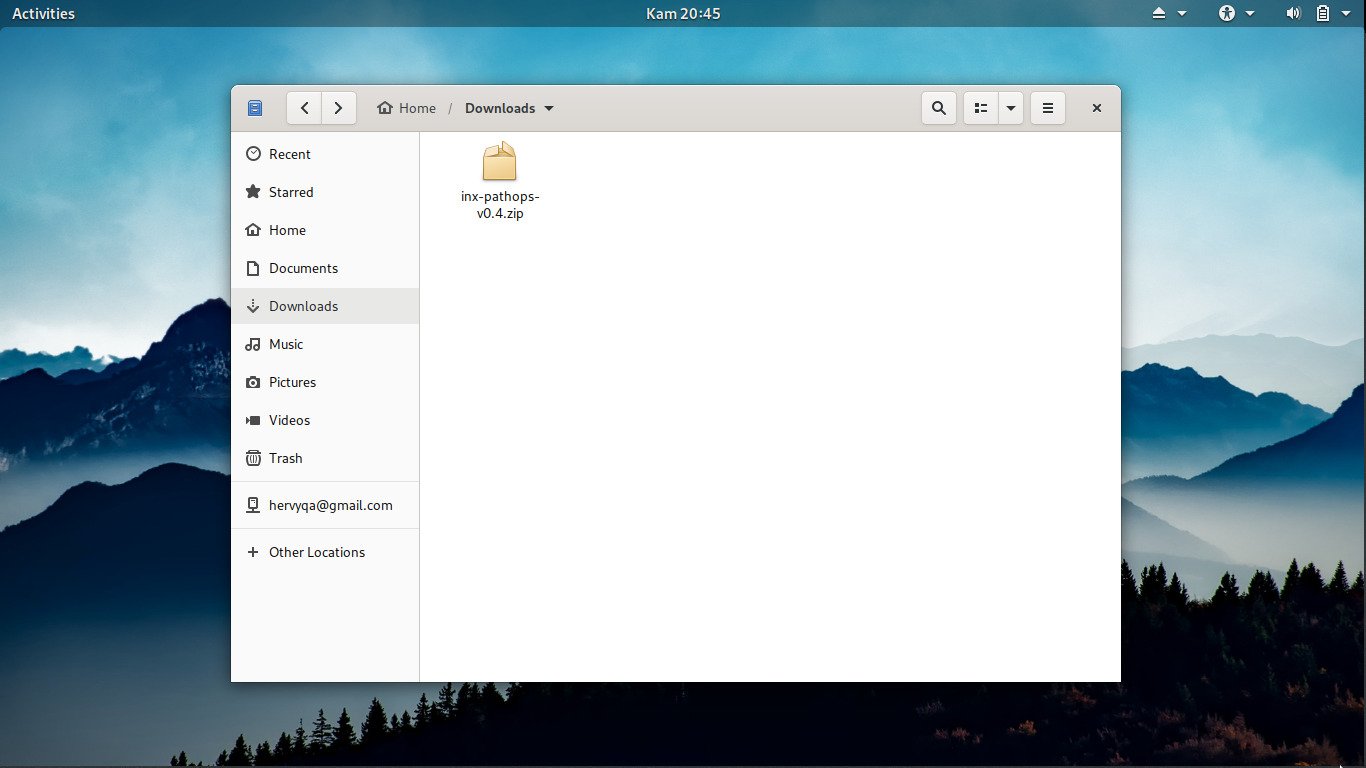 Activities
Kam 20:45
Home / Downloads
Recent
Starred
Home
Documents
Downloads
Music
Pictures
Videos
Trash
hervyqa@gmail.com
Other Locations
inx-pathops-
v0.4.zip